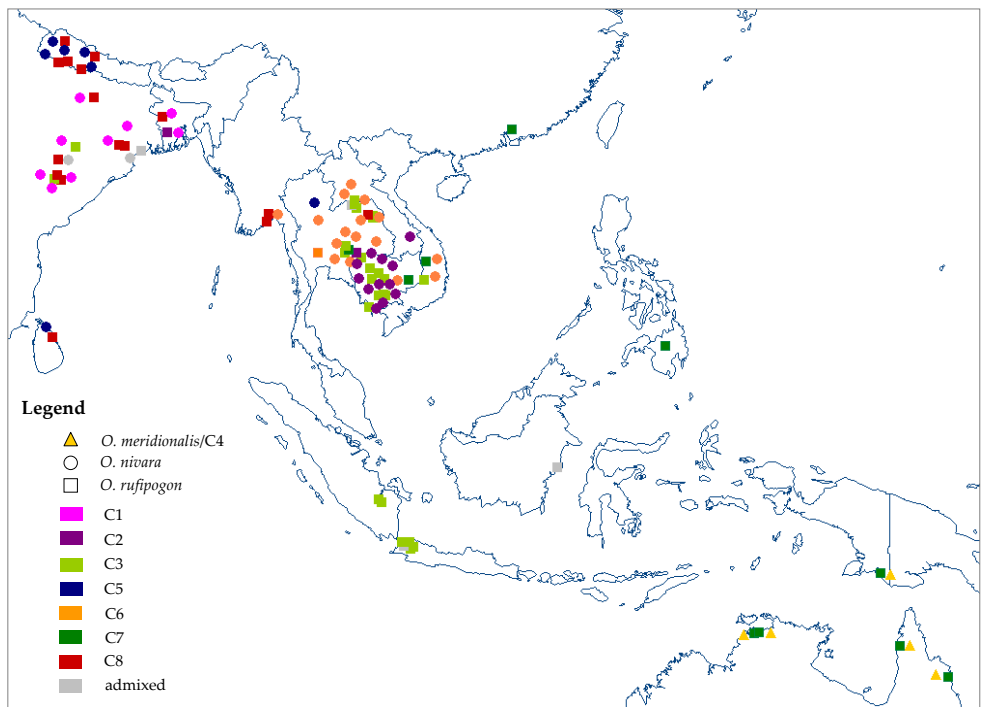 Legend
O. meridionalis/C4
O. nivara
O. rufipogon
C1
C2
C3
C5
C6
C7
C8
admixed